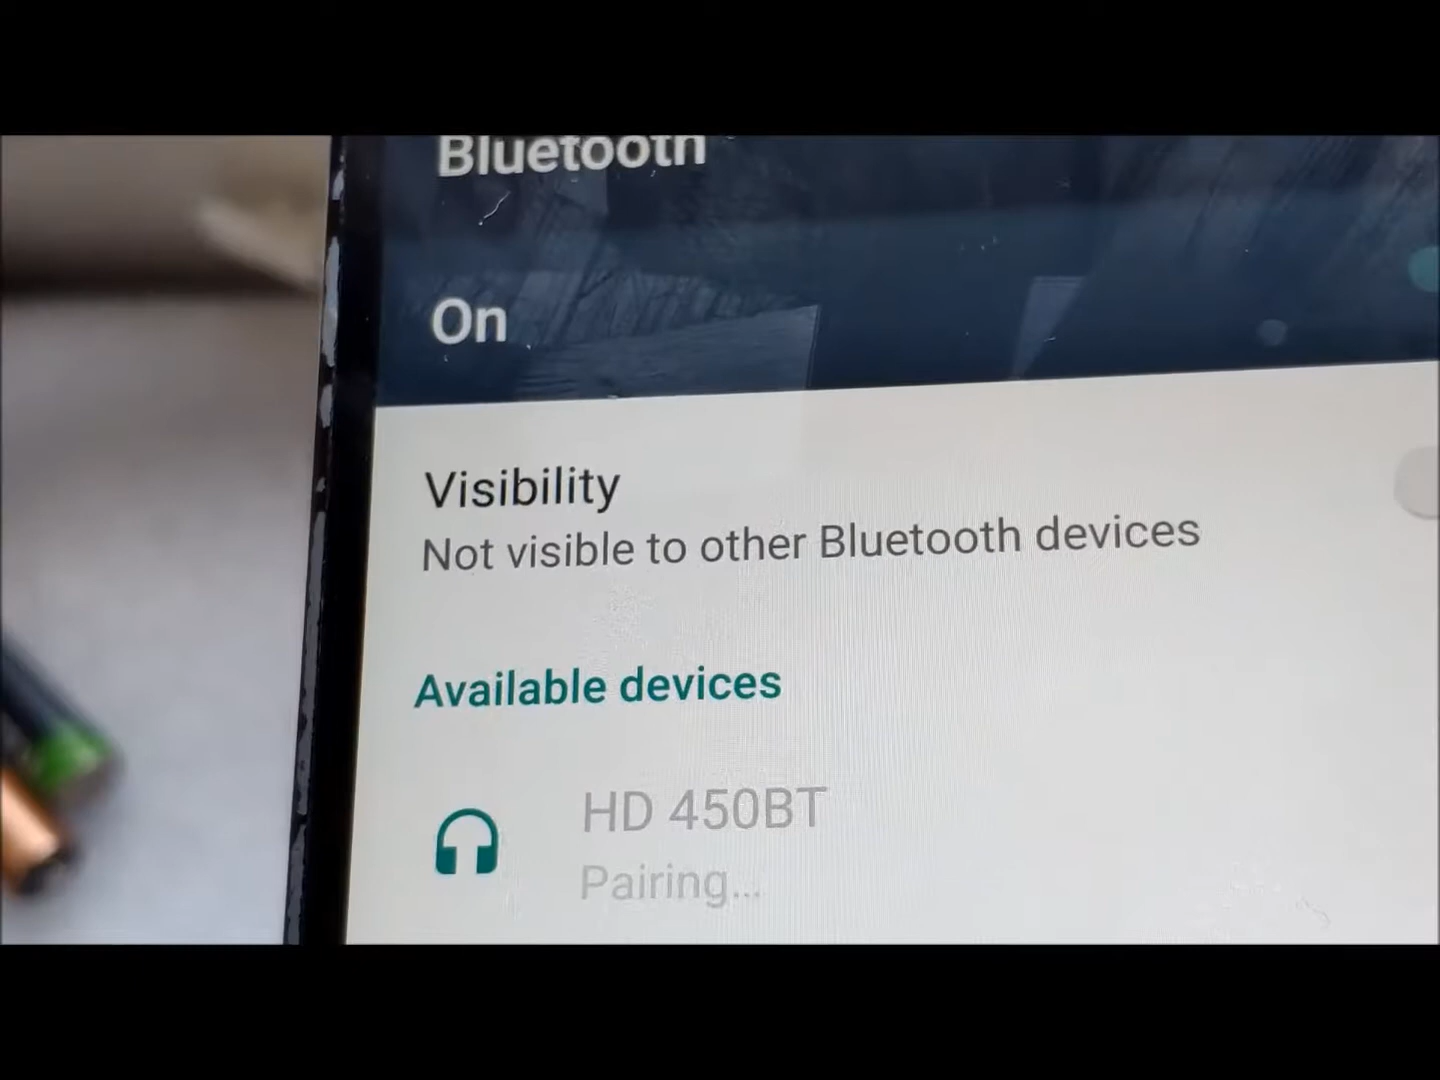 Bluetooth
On
Visibility
Not visible to other Bluetooth devices
Available devices
HD 450BT
Pairing...